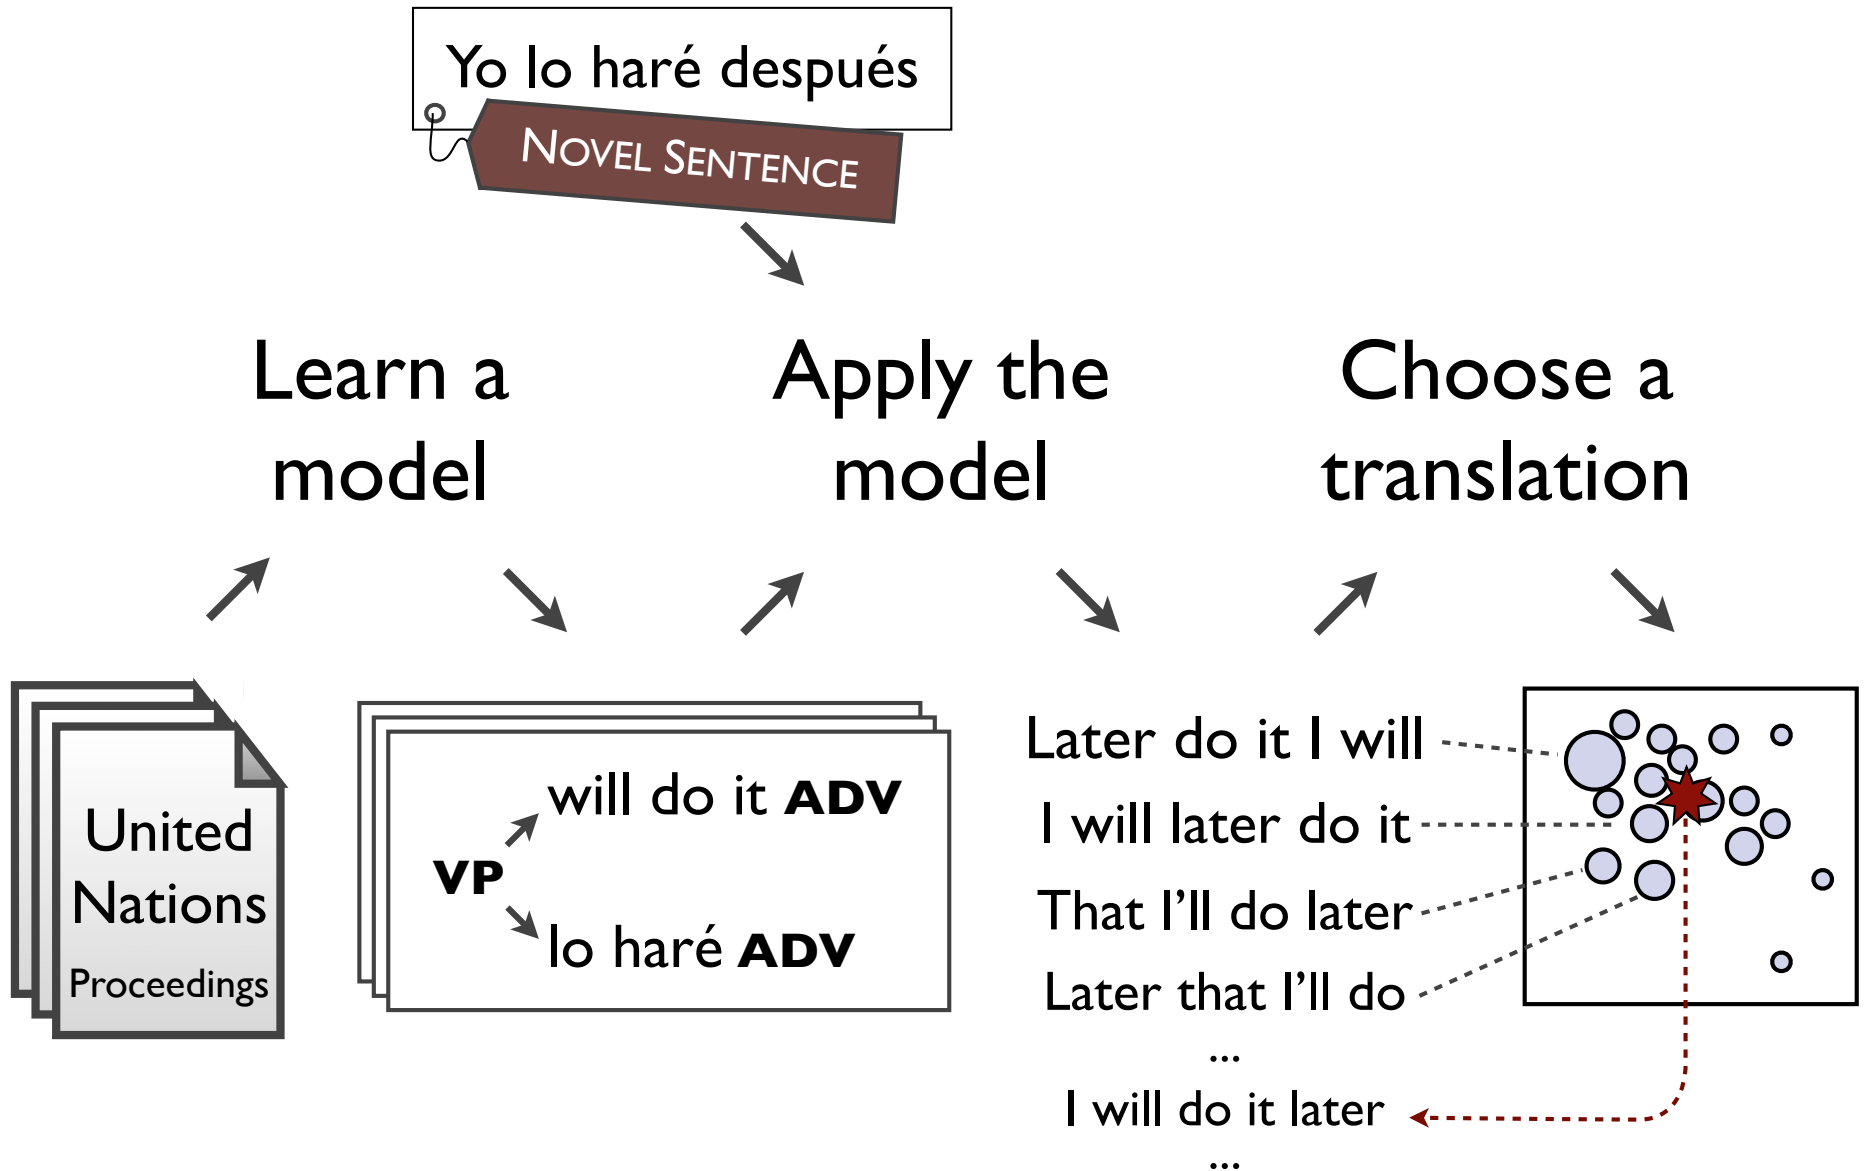 Yo lo haré después
NOVEL SENTENCE
Learn a
model
Apply the
model
Choose a
translation
United
Nations
Proceedings
will do it ADV
VP
lo haré ADV
Later do it I will
I will later do it
That I'll do later
Later that I'll do
...
I will do it later
...